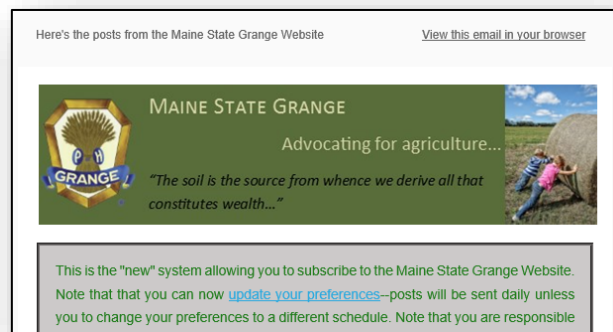 Here's the posts from the Maine State Grange Website
View this email in your browser
MAINE STATE GRANGE
Advocating for agriculture...
P H
GRANGE
"The soil is the source from whence we derive all that
constitutes wealth..."
This is the "new" system allowing you to subscribe to the Maine State Grange Website.
Note that that you can now update your preferences--posts will be sent daily unless
you to change your preferences to a different schedule. Note that you are responsible